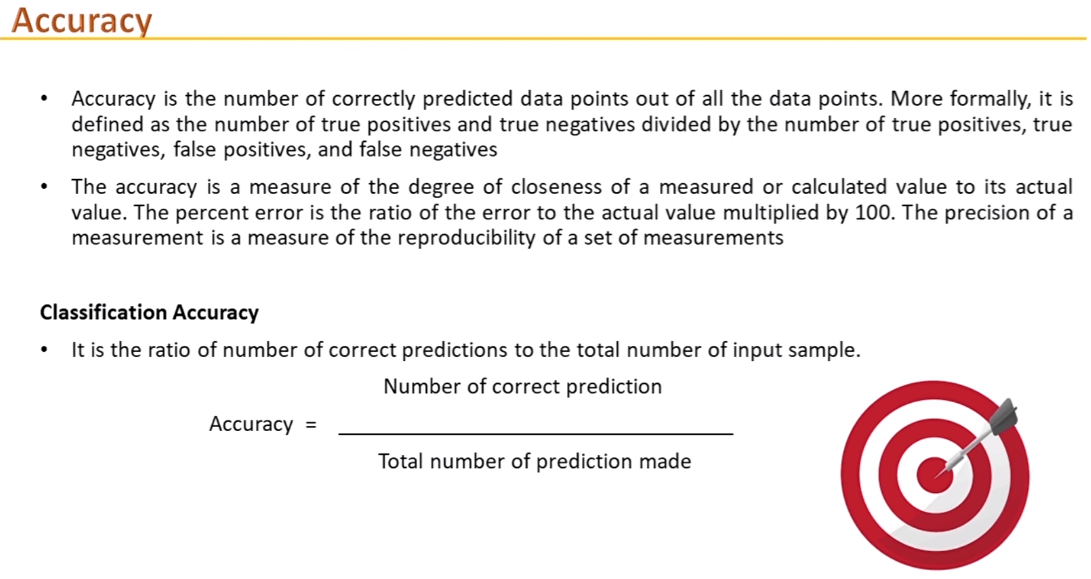 Accuracy
• Accuracy is the number of correctly predicted data points out of all the data points. More formally, it is
defined as the number of true positives and true negatives divided by the number of true positives, true
negatives, false positives, and false negatives
• The accuracy is a measure of the degree of closeness of a measured or calculated value to its actual
value. The percent error is the ratio of the error to the actual value multiplied by 100. The precision of a
measurement is a measure of the reproducibility of a set of measurements
Classification Accuracy
• It is the ratio of number of correct predictions to the total number of input sample.
Number of correct prediction
Accuracy =
Total number of prediction made